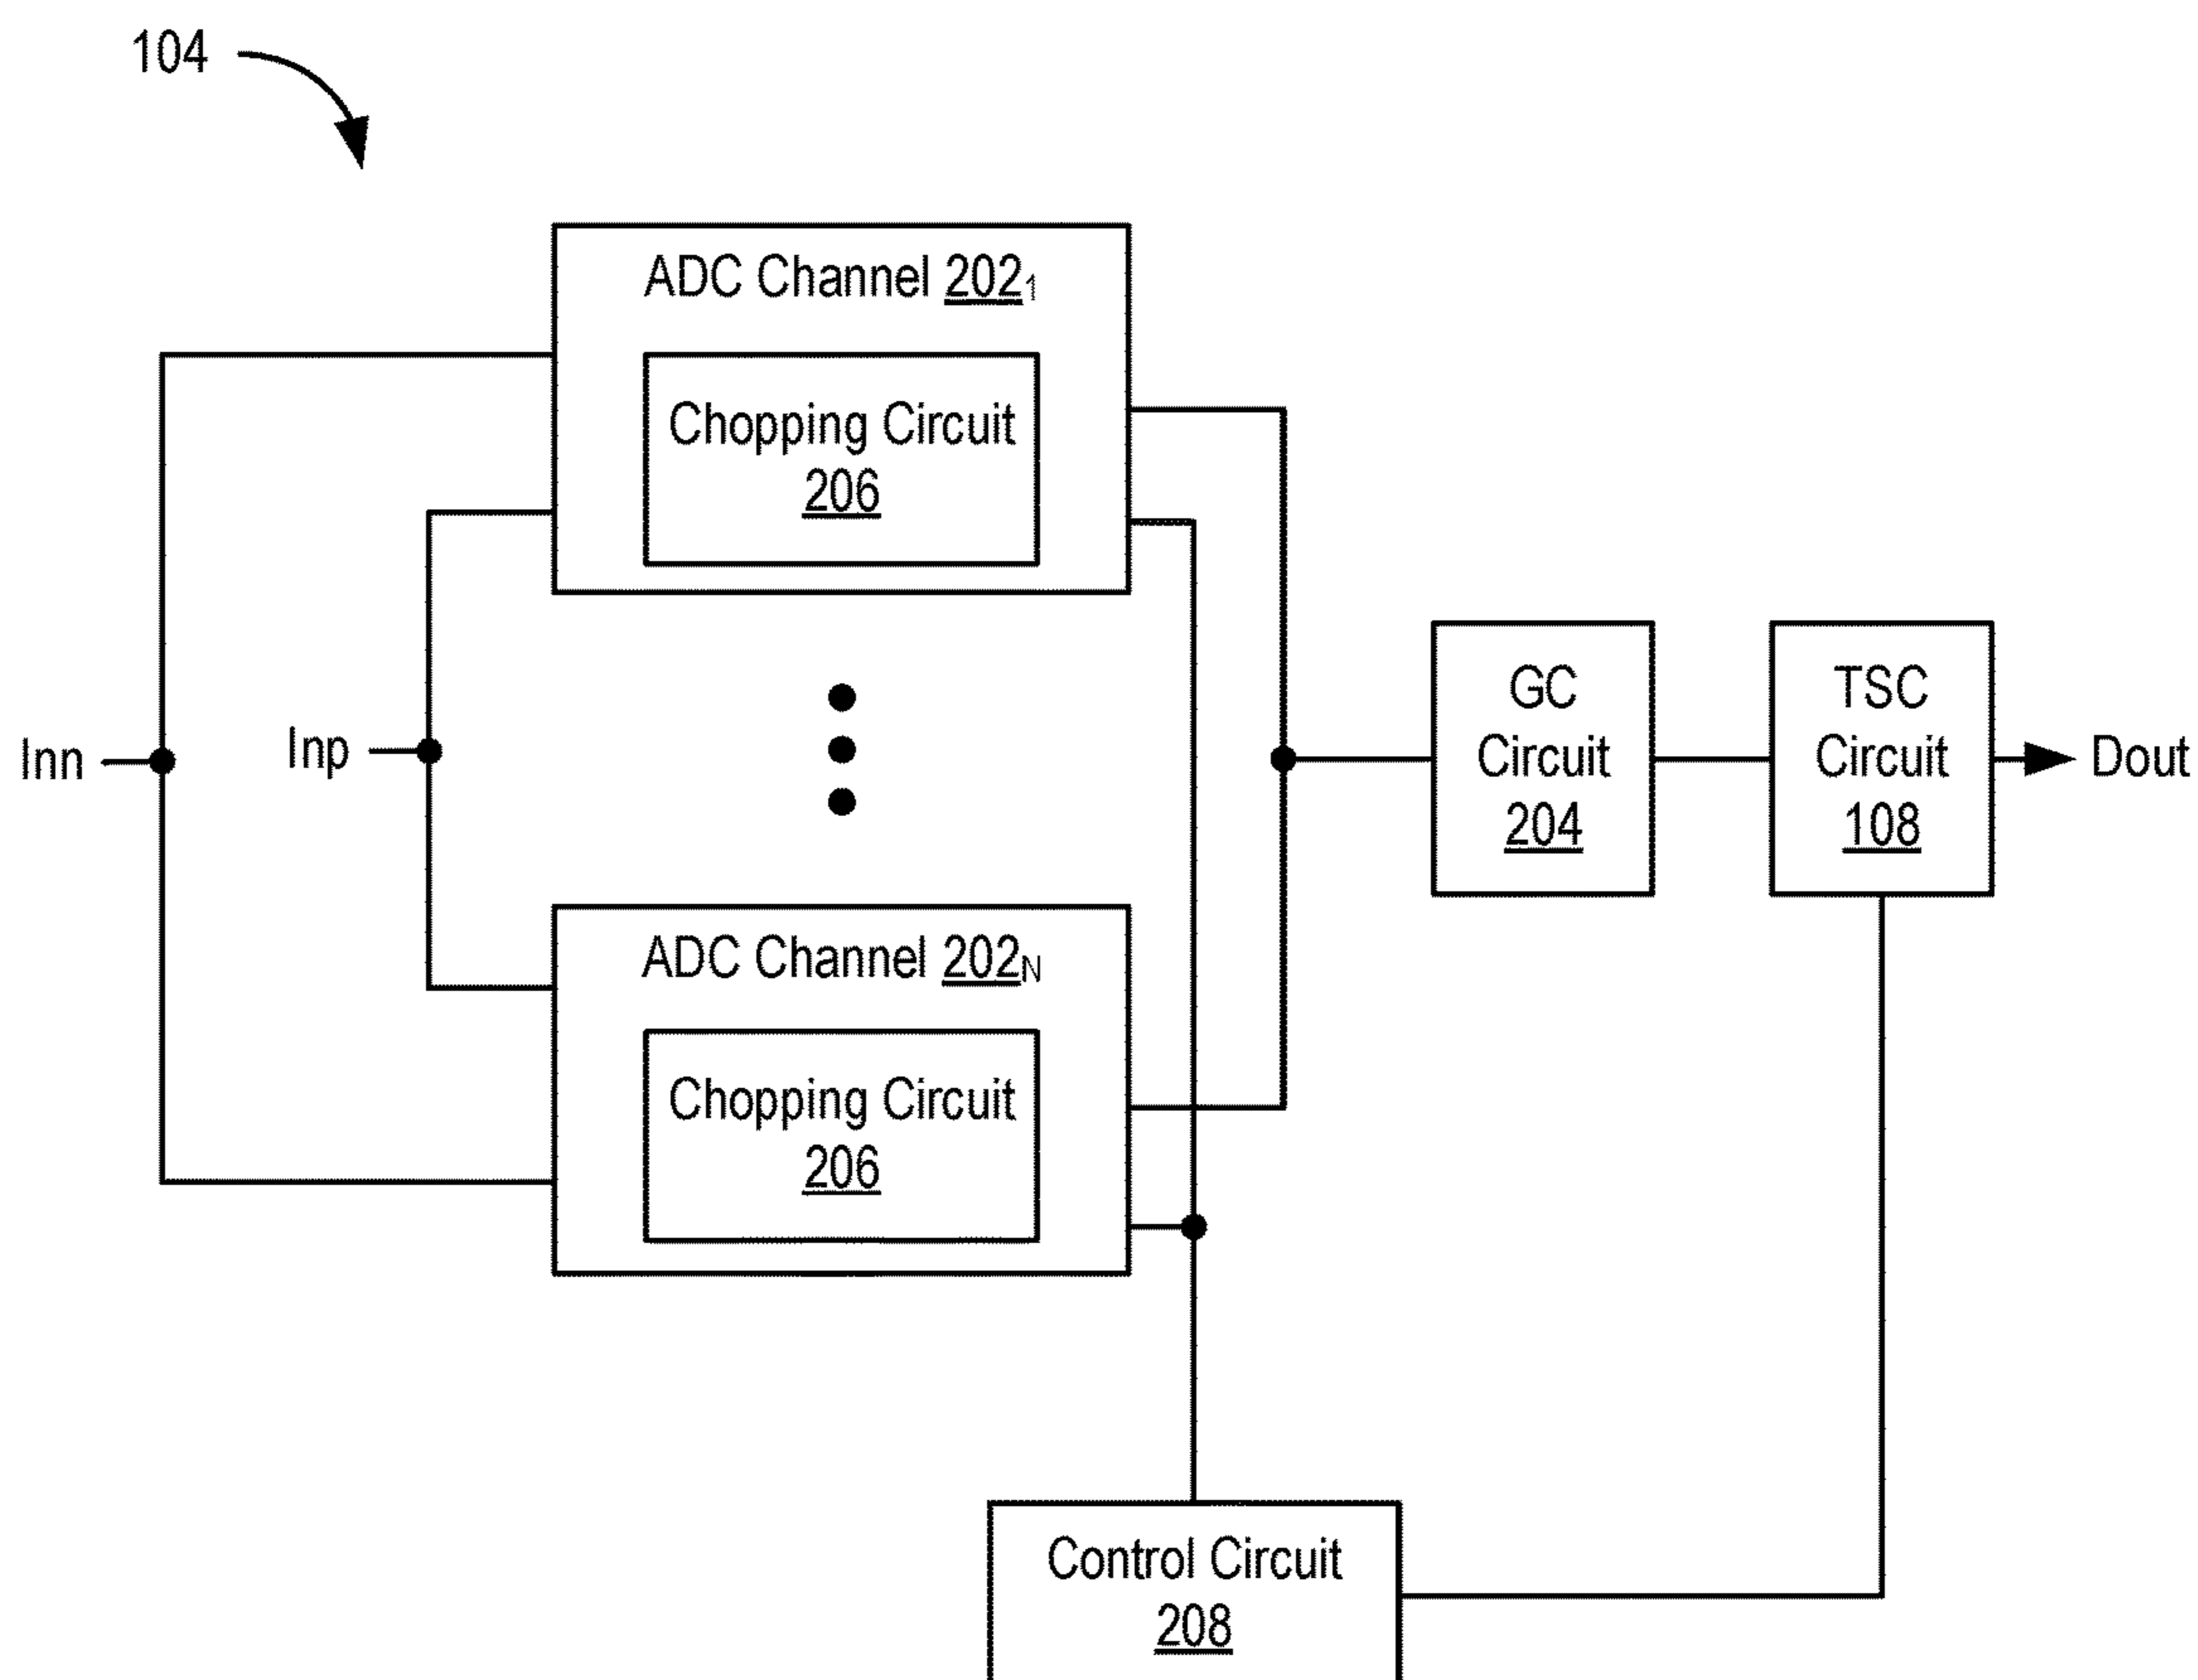 104
ADC Channel 202₁
Chopping Circuit
206
Inn
Inp
GC
Circuit
204
TSC
Circuit
108
Dout
ADC Channel 202N
Chopping Circuit
206
Control Circuit
208